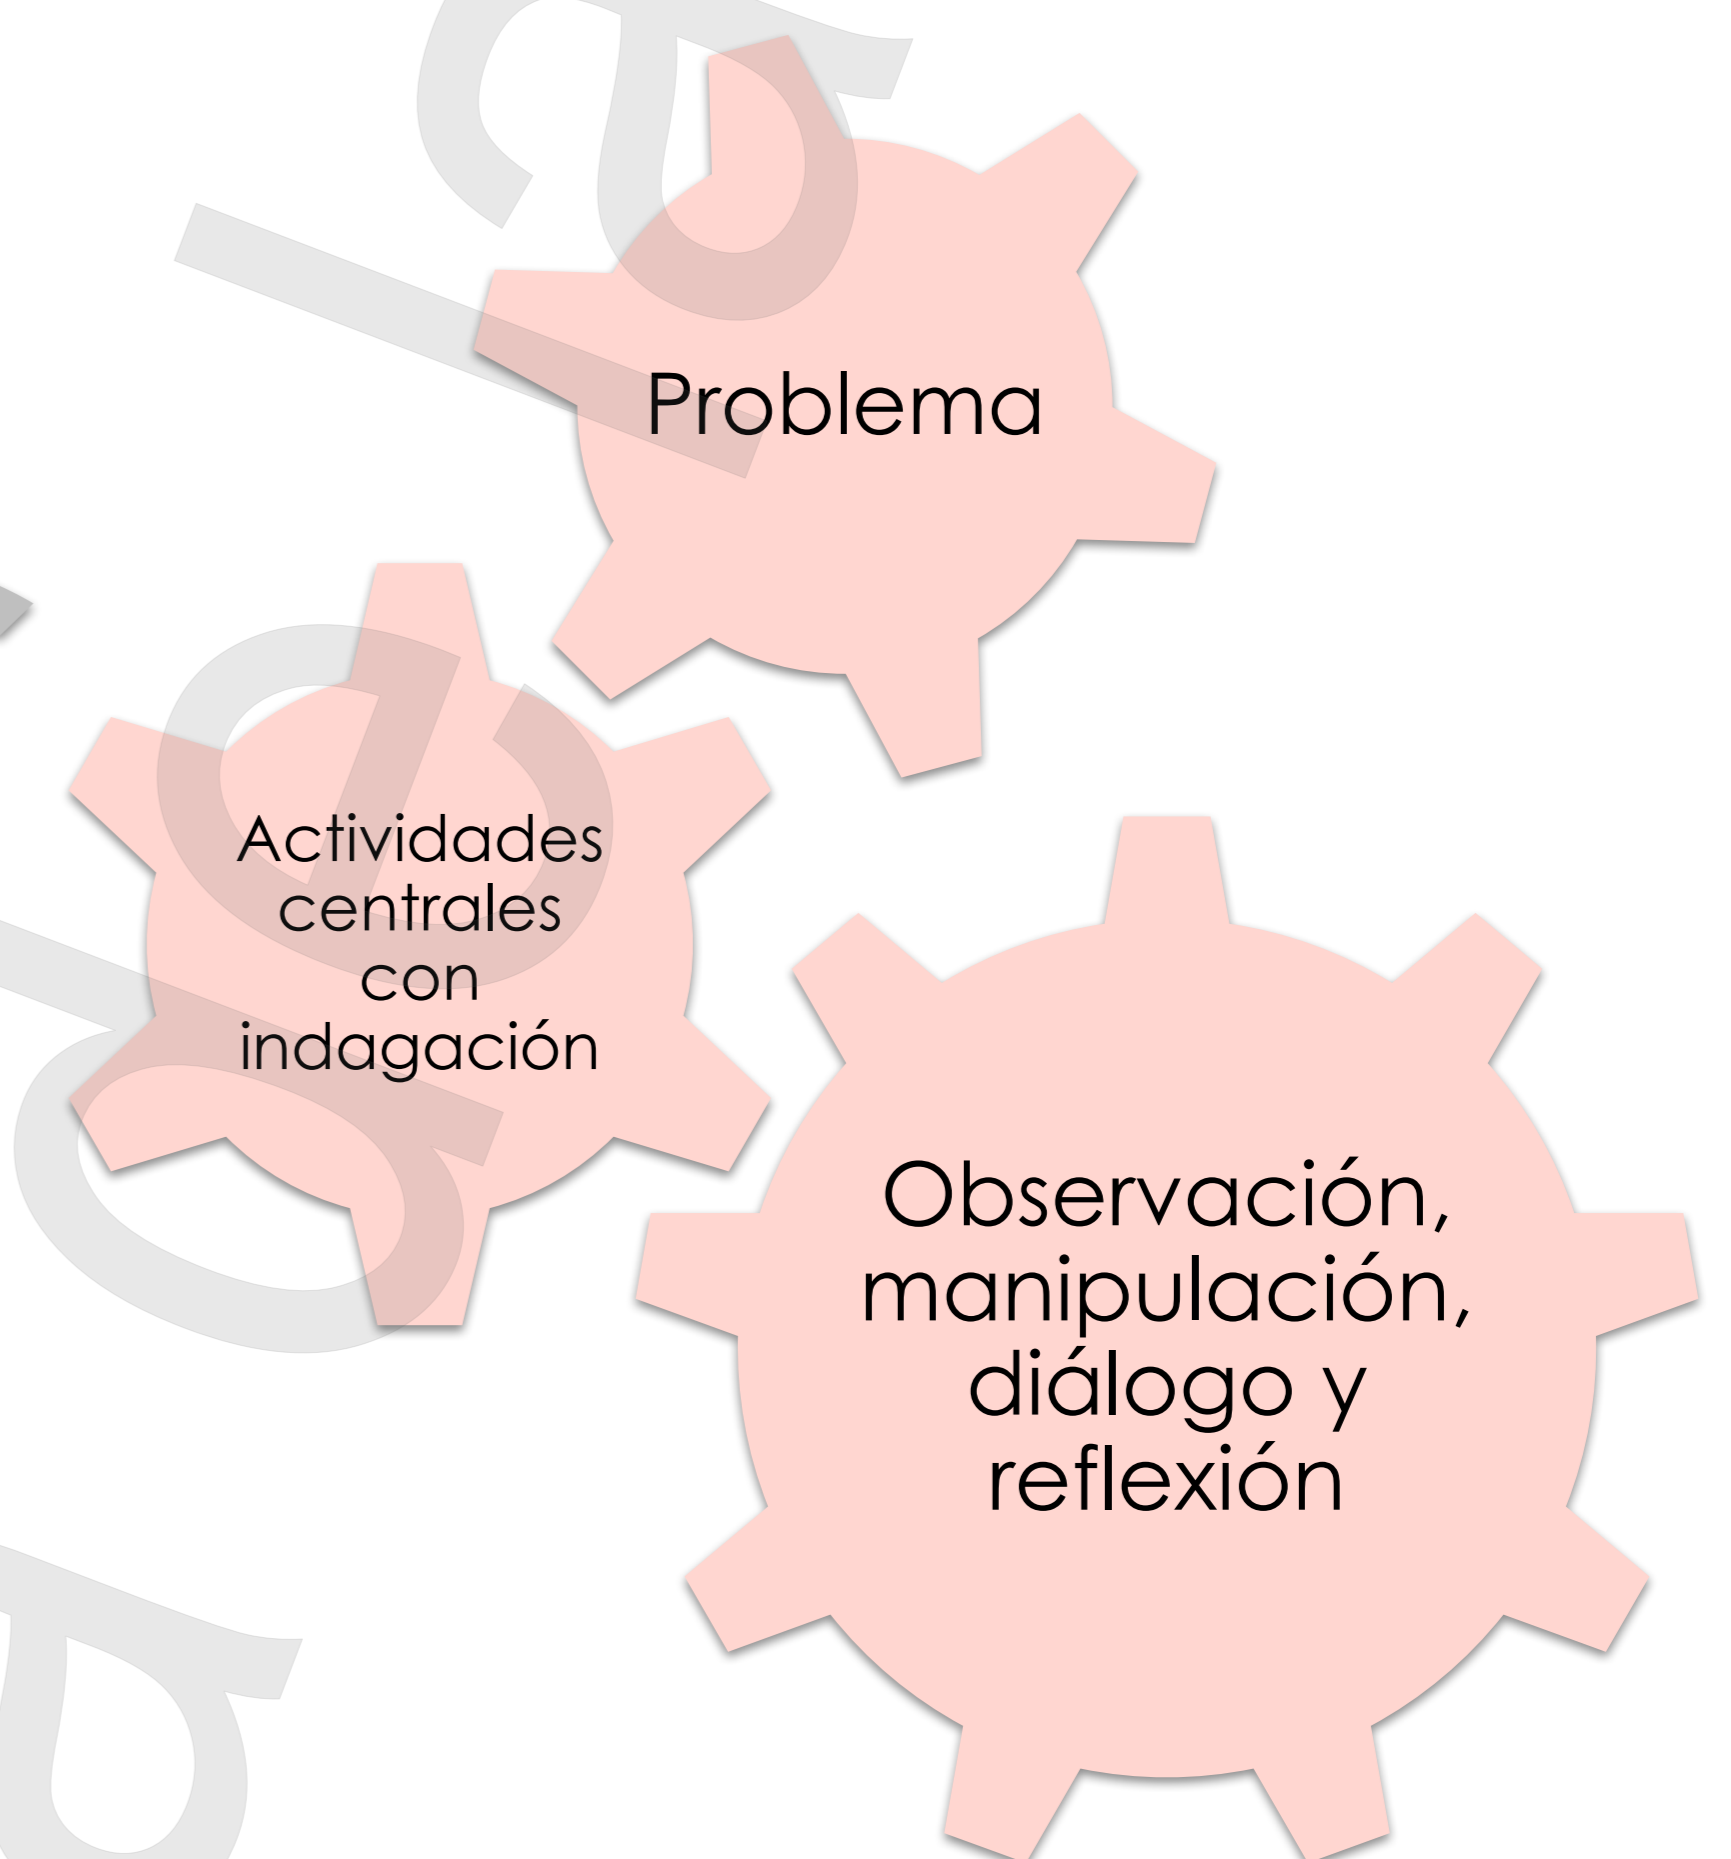 Problema
Actividades
centrales
con
indagación
Observación,
manipulación,
diálogo y
reflexión